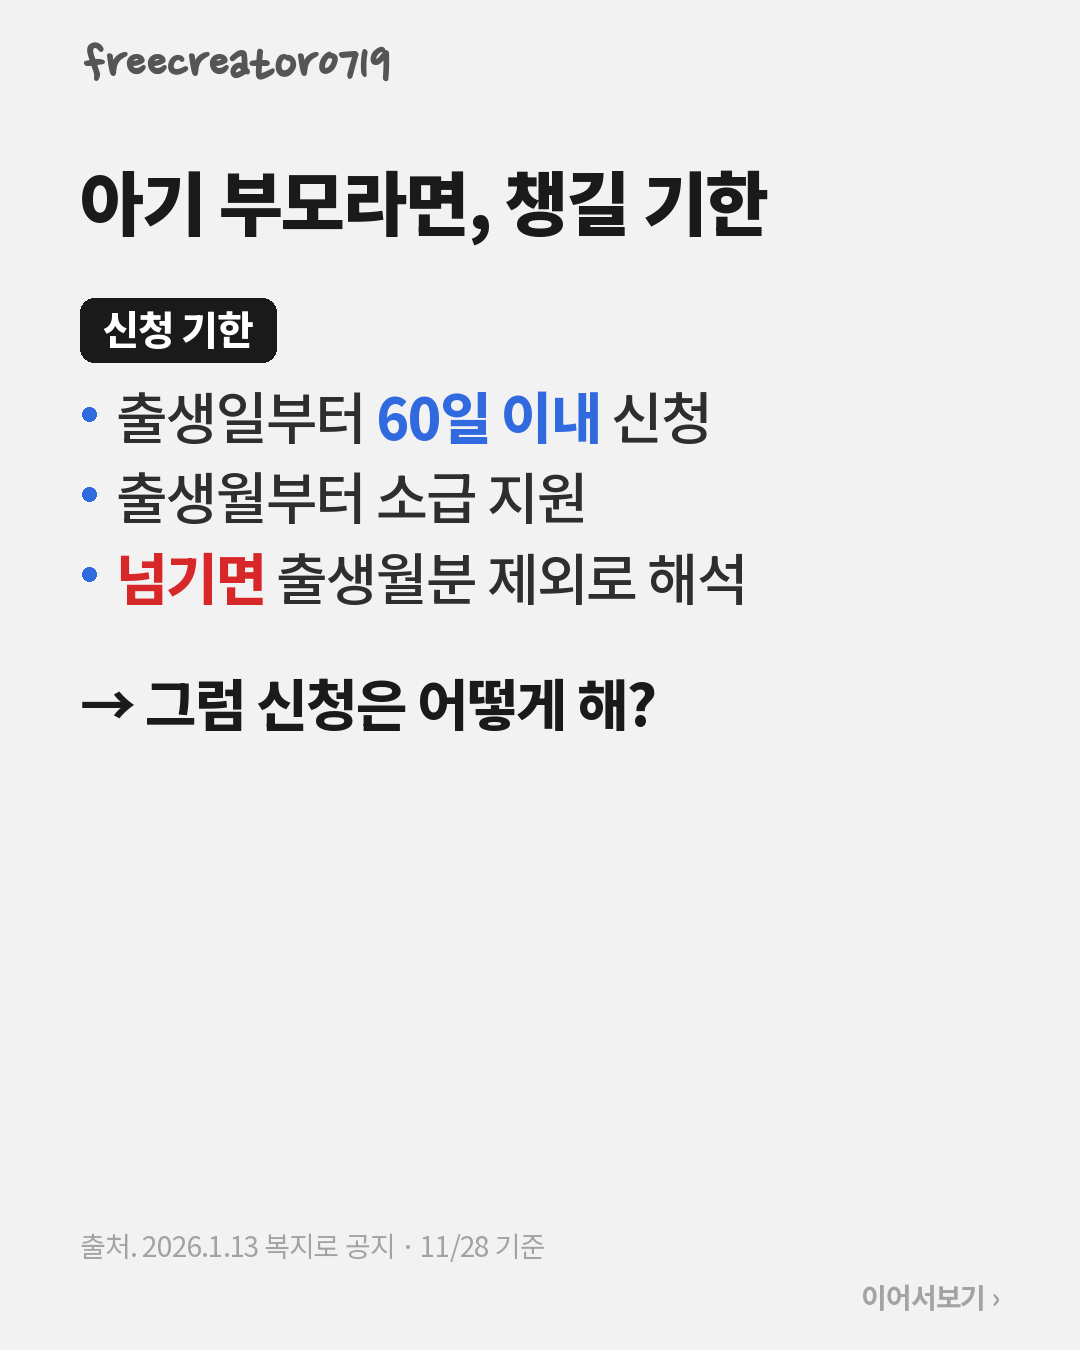 freecreator0719
아기 부모라면, 챙길 기한
신청 기한
• 출생일부터 60일 이내 신청
• 출생월부터 소급 지원
• 넘기면 출생월분 제외로 해석
→ 그럼 신청은 어떻게 해?
출처. 2026.1.13 복지로 공지 · 11/28 기준
이어서보기 ›